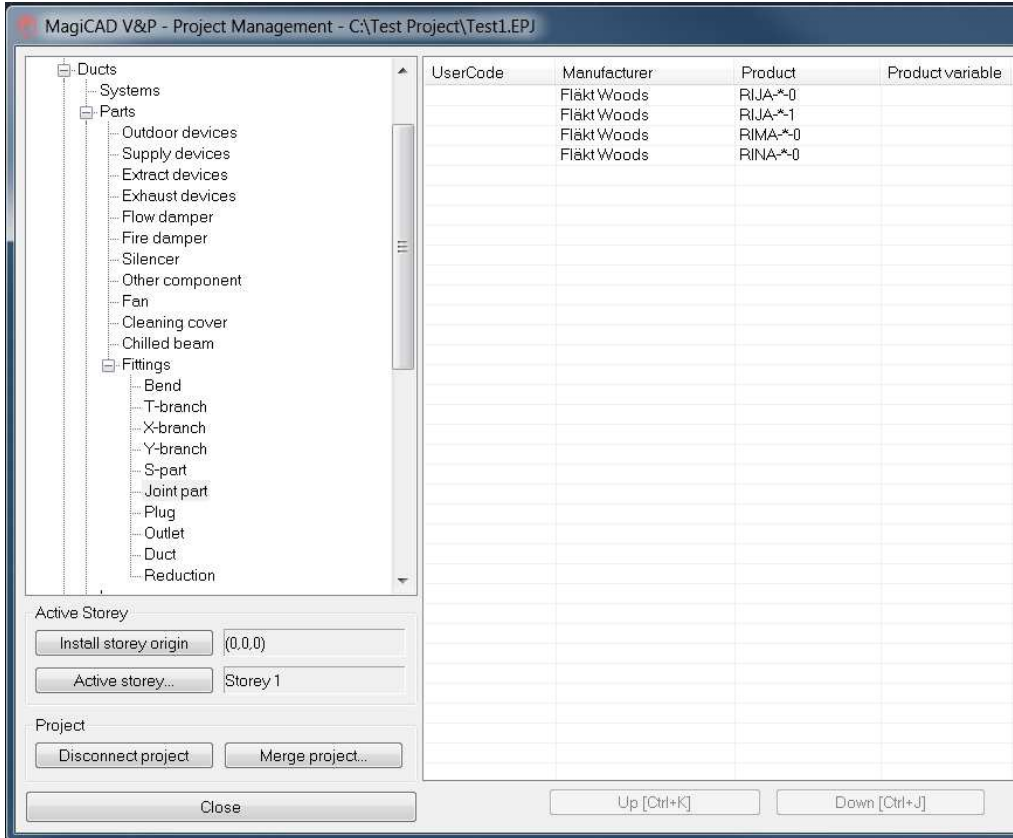 MagiCAD V&P - Project Management - C:\Test Project\Test1.EPJ
Ducts
Systems
Parts
Outdoor devices
Supply devices
Extract devices
Exhaust devices
Flow damper
Fire damper
Silencer
Other component
Fan
Cleaning cover
Chilled beam
Fittings
Bend
T-branch
X-branch
Y-branch
S-part
Joint part
Plug
Outlet
Duct
Reduction
UserCode Manufacturer Product Product variable
Fläkt Woods RIJA-*-0
Fläkt Woods RIJA-*-1
Fläkt Woods RIMA-*-0
Fläkt Woods RINA-*-0
Active Storey
Install storey origin (0,0,0)
Active storey... Storey 1
Project
Disconnect project Merge project...
Close Up [Ctrl+K] Down [Ctrl+J]